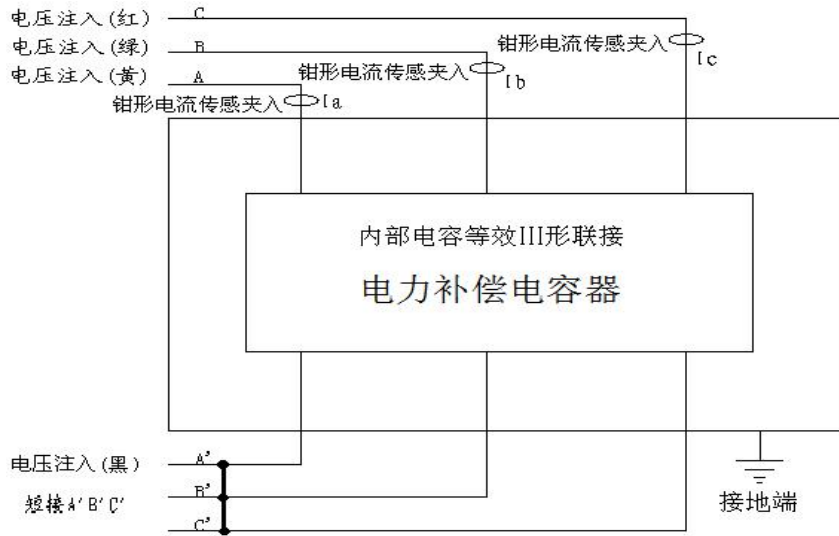 电压注入(红) C
电压注入(绿) B
钳形电流传感夹入 Ic
电压注入(黄) A
钳形电流传感夹入 Ib
钳形电流传感夹入 Ia
内部电容等效III形联接
电力补偿电容器
电压注入(黑) A'
短接A'B'C' B'
C'
接地端